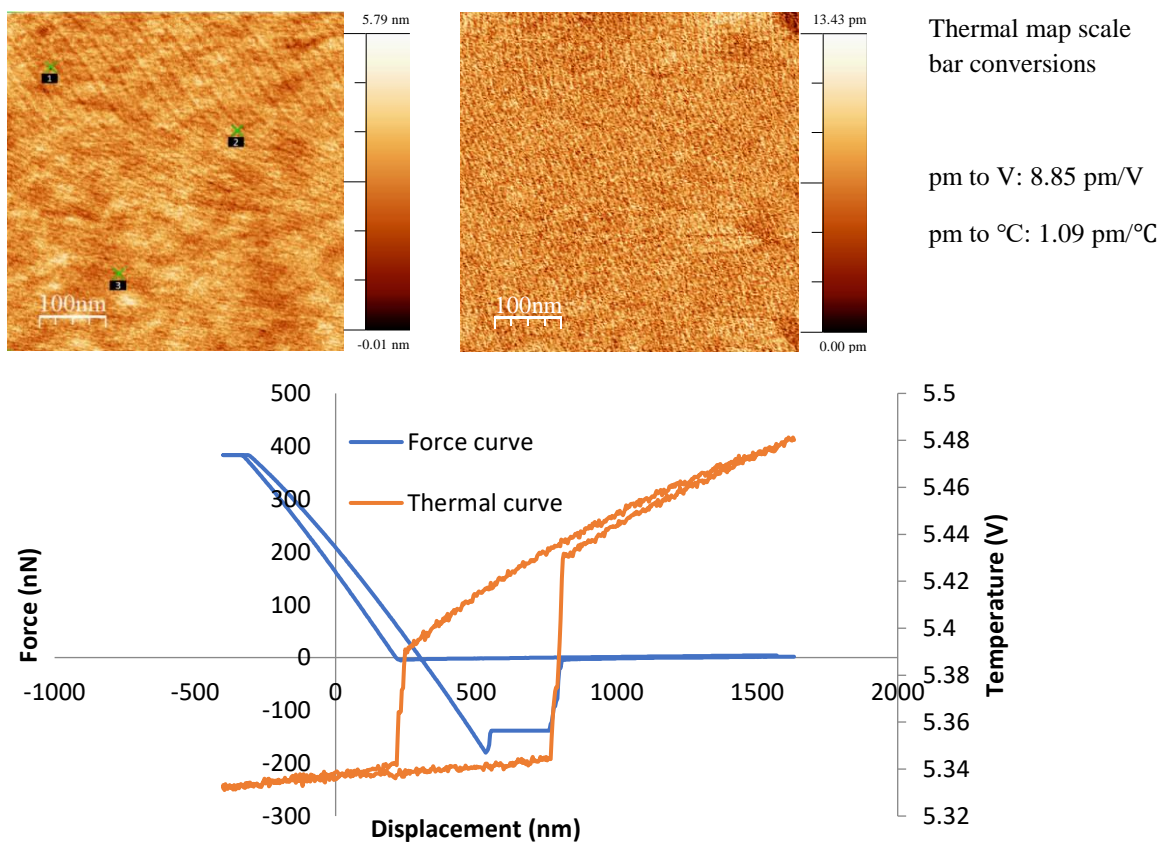 5.79 nm
1
2
3
100nm
-0.01 nm
13.43 pm
100nm
0.00 pm
Thermal map scale
bar conversions
pm to V: 8.85 pm/V
pm to °C: 1.09 pm/℃
500
400
300
200
100
0
-100
-200
-300
Force (nN)
Force curve
Thermal curve
5.5
5.48
5.46
5.44
5.42
5.4
5.38
5.36
5.34
5.32
Temperature (V)
-1000
-500
0
500
1000
1500
2000
Displacement (nm)